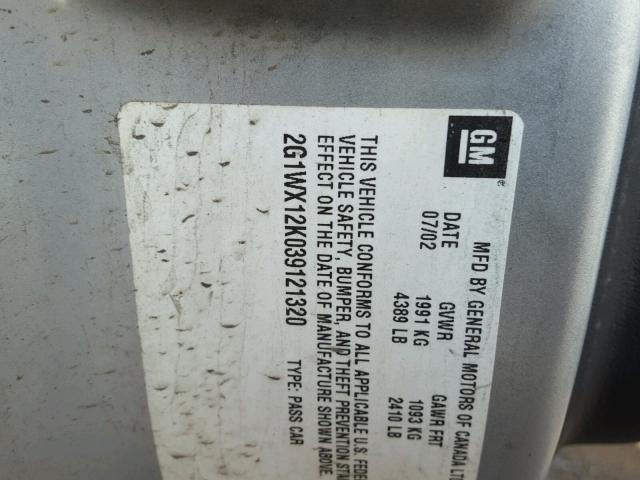 GM
MFD BY GENERAL MOTORS OF CANADA LT
DATE GVWR GAWR FRT
07/02 1991 KG 1093 KG
4389 LB 2410 LB
THIS VEHICLE CONFORMS TO ALL APPLICABLE U.S. FEDE
VEHICLE SAFETY, BUMPER, AND THEFT PREVENTION STA
EFFECT ON THE DATE OF MANUFACTURE SHOWN ABOVE.
2G1WX12K039121320 TYPE: PASS CAR